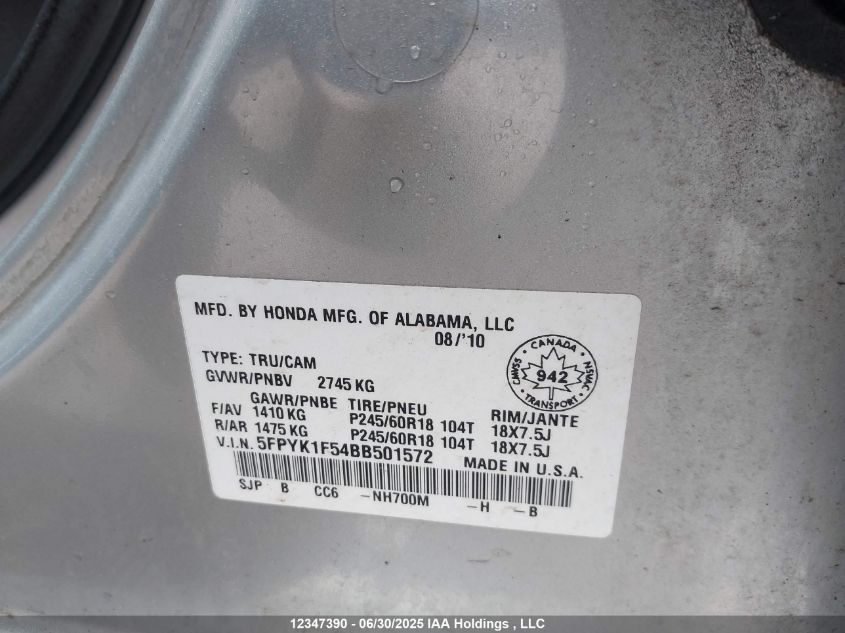 MFD. BY HONDA MFG. OF ALABAMA, LLC
08/'10
TYPE: TRU/CAM
GVWR/PNBV 2745 KG
GAWR/PNBE TIRE/PNEU RIM/JANTE
F/AV 1410 KG P245/60R18 104T 18X7.5J
R/AR 1475 KG P245/60R18 104T 18X7.5J
V.I.N. 5FPYK1F54BB501572 MADE IN U.S.A.
SJP B CC6 -NH700M -H -B
CANADA
CMVSS 942 NSVAC
TRANSPORT
12347390 - 06/30/2025 IAA Holdings , LLC